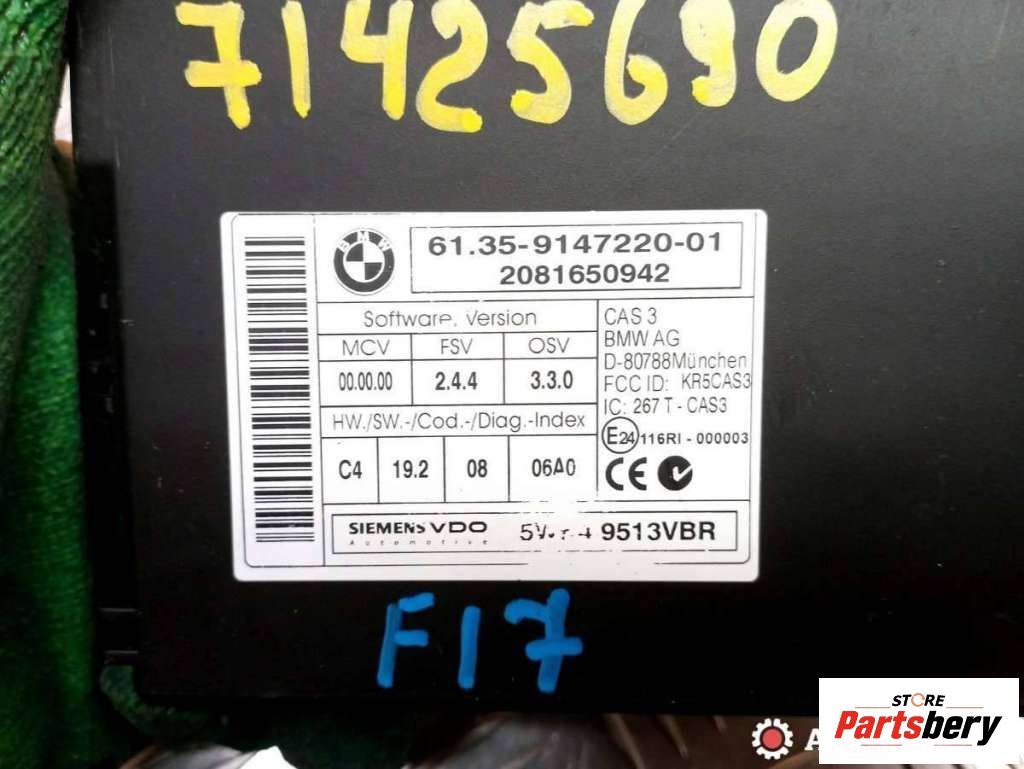 71425690
BMW
61.35-9147220-01
2081650942
Software. Version
MCV FSV OSV
00.00.00 2.4.4 3.3.0
HW./SW.-/Cod.-/Diag.-Index
C4 19.2 08 06A0
CAS 3
BMW AG
D-80788München
FCC ID: KR5CAS3
IC: 267 T - CAS3
E24 116RI - 000003
CE
SIEMENS VDO
Automotive
9513VBR
F17
STORE
Partsbery